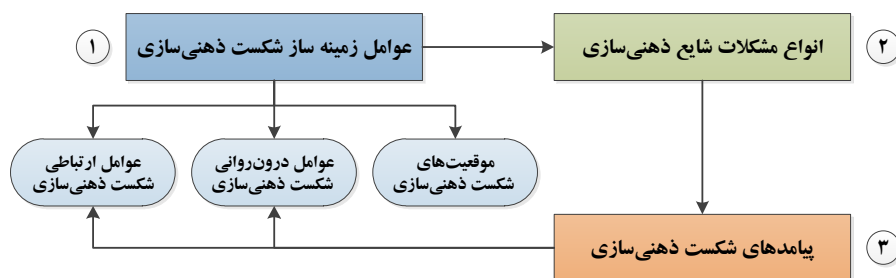 ۱
عوامل زمینه ساز شکست ذهنی‌سازی
انواع مشکلات شایع ذهنی‌سازی
۲
موقعیت‌های
شکست ذهنی‌سازی
عوامل درون‌روانی
شکست ذهنی‌سازی
عوامل ارتباطی
شکست ذهنی‌سازی
پیامدهای شکست ذهنی‌سازی
۳